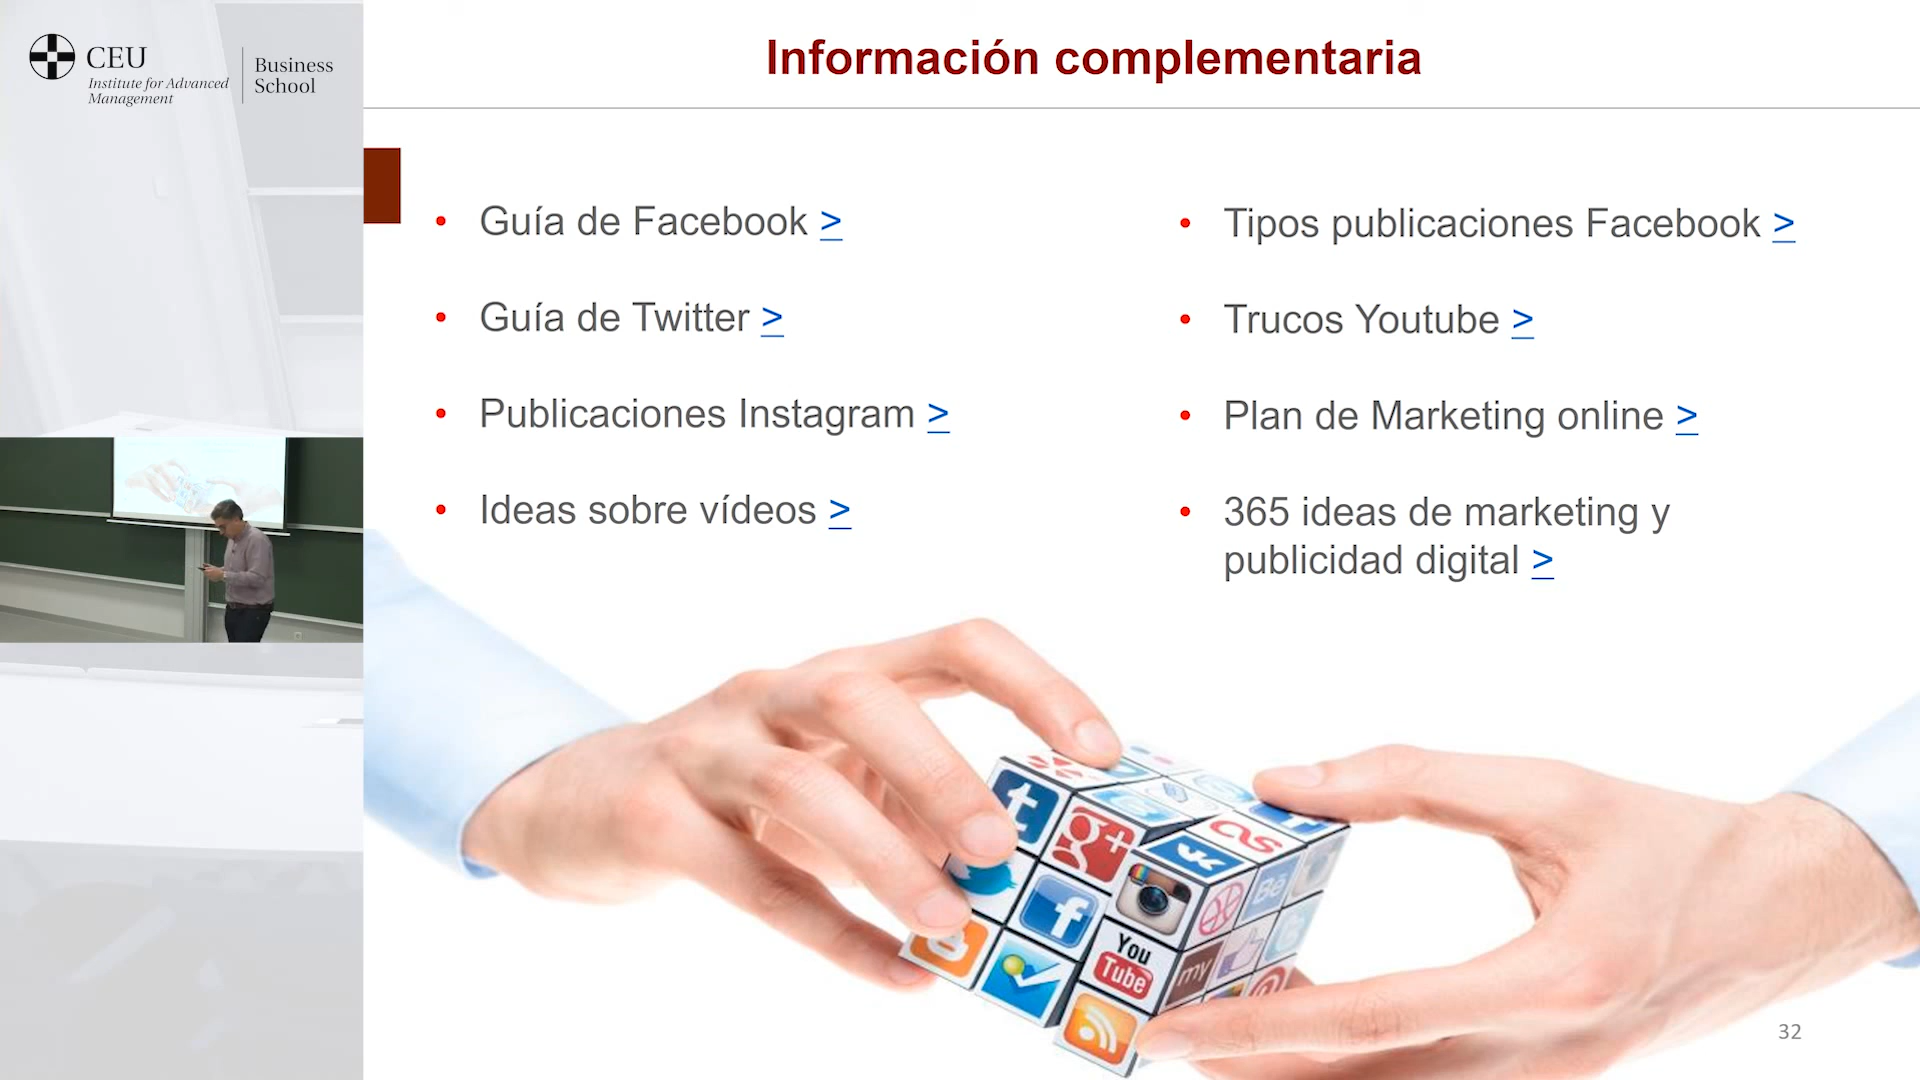 CEU
Institute for Advanced
Management
Business
School
Información complementaria
• Guía de Facebook >
• Guía de Twitter >
• Publicaciones Instagram >
• Ideas sobre vídeos >
• Tipos publicaciones Facebook >
• Trucos Youtube >
• Plan de Marketing online >
• 365 ideas de marketing y
publicidad digital >
t
g+
f
Bē
You
Tube
my
32